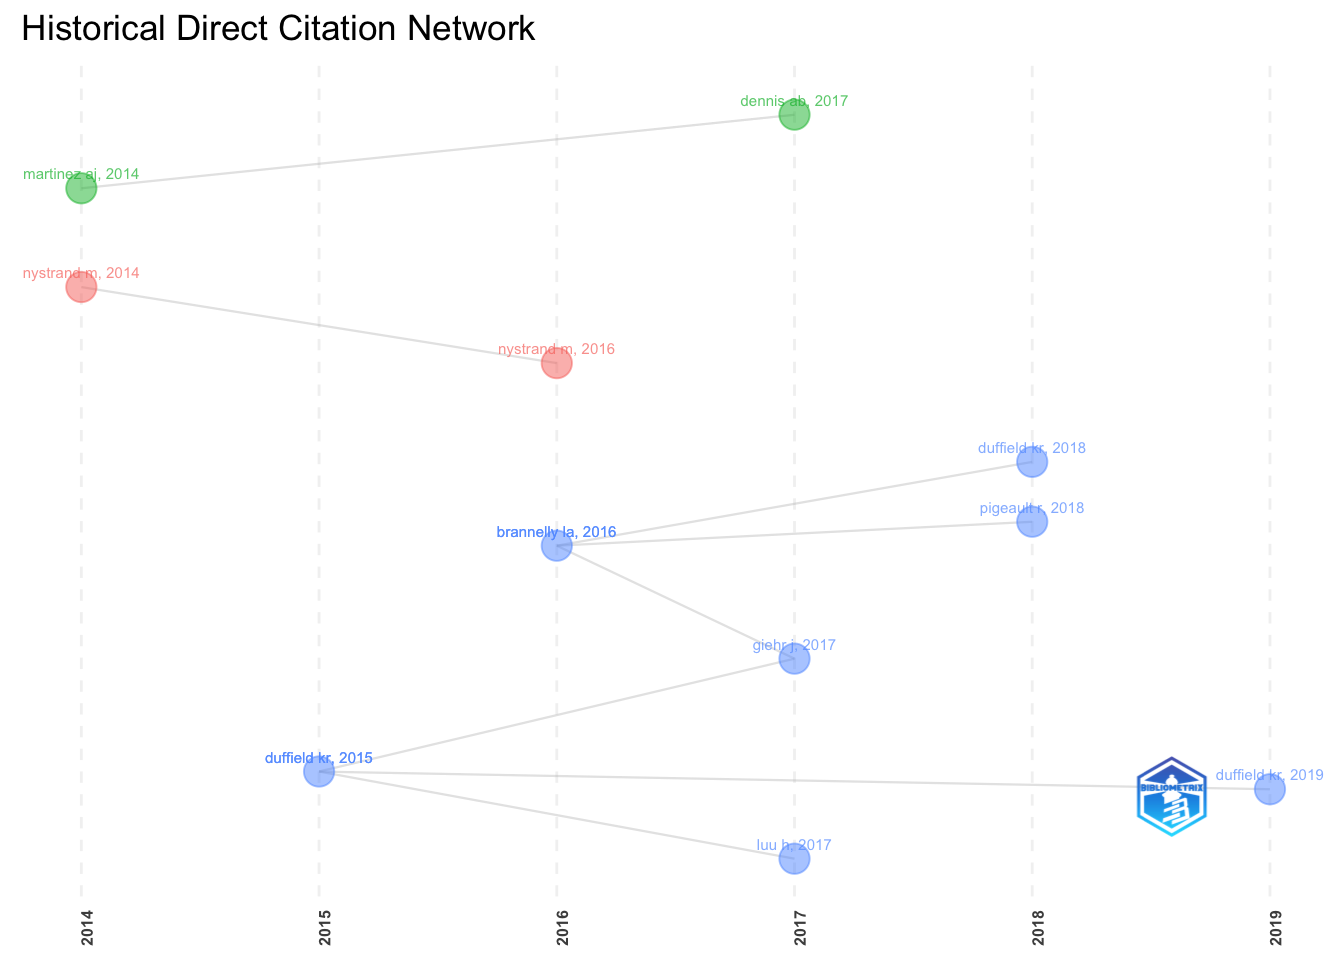 Historical Direct Citation Network
dennis ab, 2017
martinez aj, 2014
nystrand m, 2014
nystrand m, 2016
duffield kr, 2018
pigeault r, 2018
brannelly la, 2016
giehr j, 2017
duffield kr, 2015
duffield kr, 2019
BIBLIOMETRIX
luu h, 2017
2014
2015
2016
2017
2018
2019